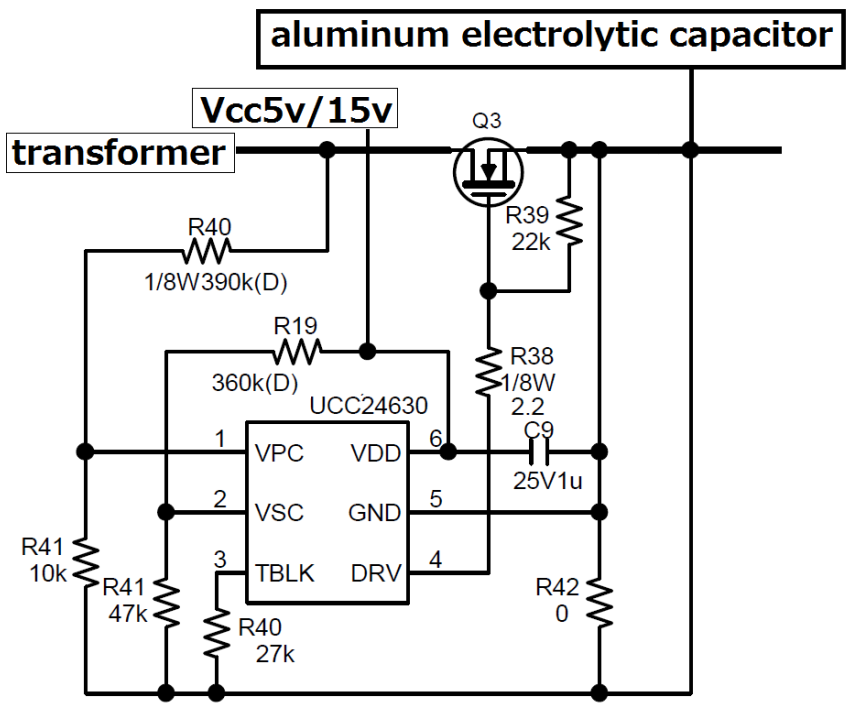 aluminum electrolytic capacitor
Vcc5v/15v
Q3
transformer
R39
22k
R40
1/8W390k(D)
R19
360k(D)
R38
1/8W
2.2
UCC24630
C9
25V1u
1
VPC
VDD
6
2
VSC
GND
5
3
TBLK
DRV
4
R41
10k
R41
47k
R40
27k
R42
0